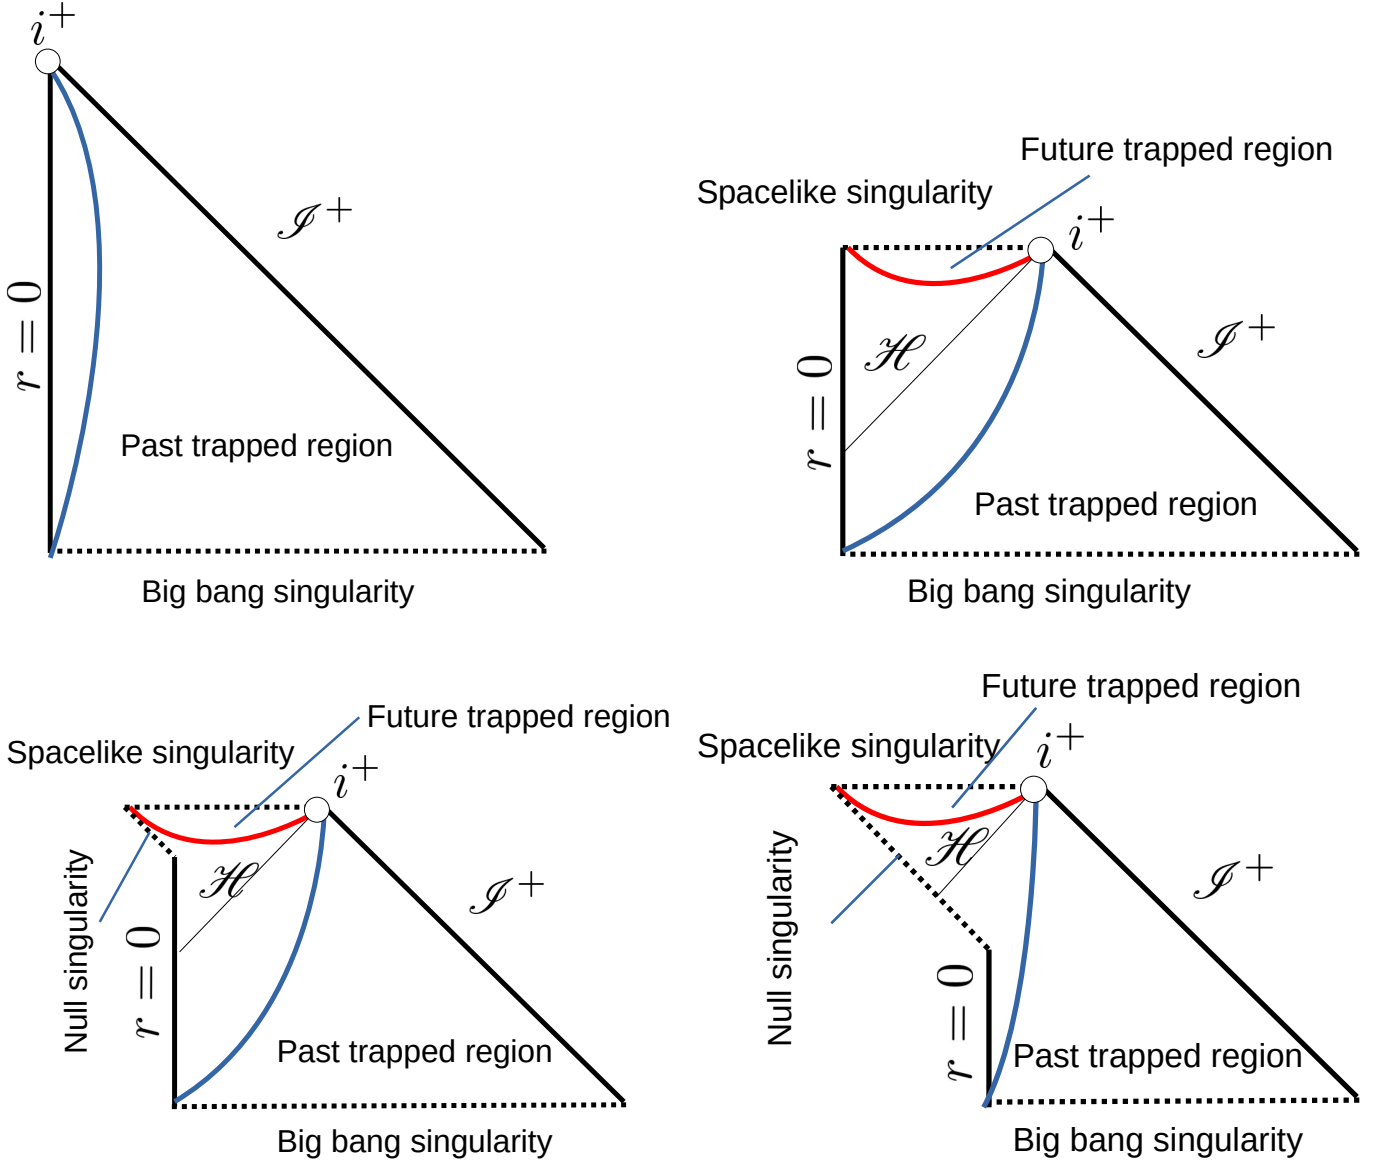 i⁺
ℐ⁺
r = 0
Past trapped region
Big bang singularity
Future trapped region
Spacelike singularity
i⁺
ℋ
ℐ⁺
r = 0
Past trapped region
Big bang singularity
Future trapped region
Spacelike singularity
i⁺
Null singularity
ℋ
ℐ⁺
r = 0
Past trapped region
Big bang singularity
Future trapped region
Spacelike singularity
i⁺
Null singularity
ℋ
ℐ⁺
r = 0
Past trapped region
Big bang singularity